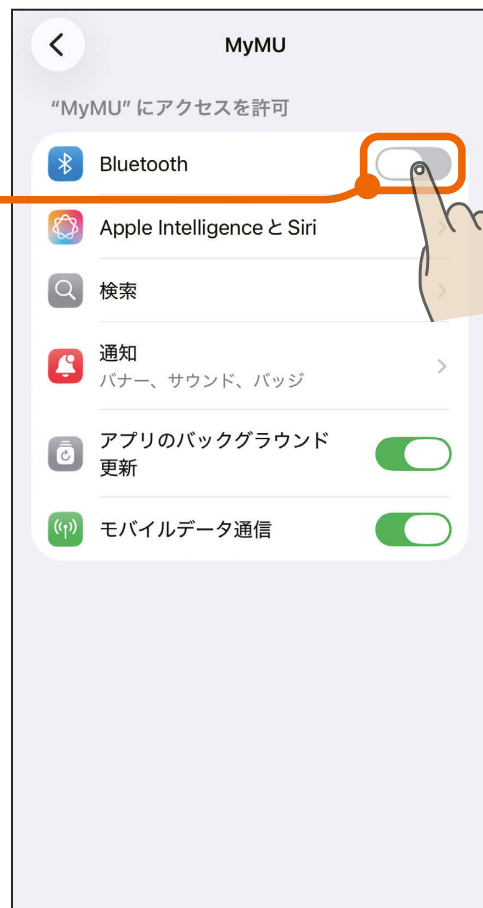 MyMU
“MyMU” にアクセスを許可
Bluetooth
Apple Intelligence と Siri
検索
通知
バナー、サウンド、バッジ
アプリのバックグラウンド
更新
モバイルデータ通信